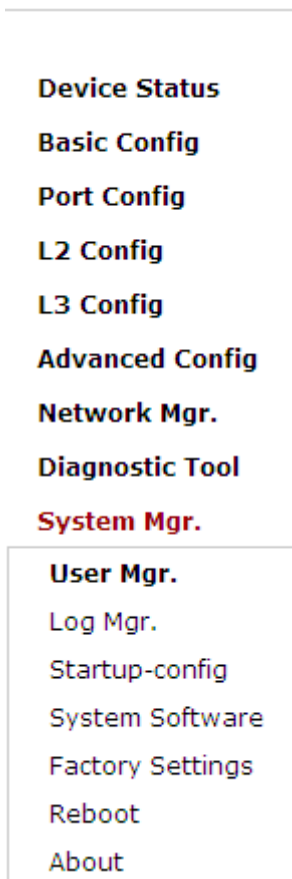 Device Status
Basic Config
Port Config
L2 Config
L3 Config
Advanced Config
Network Mgr.
Diagnostic Tool
System Mgr.
User Mgr.
Log Mgr.
Startup-config
System Software
Factory Settings
Reboot
About